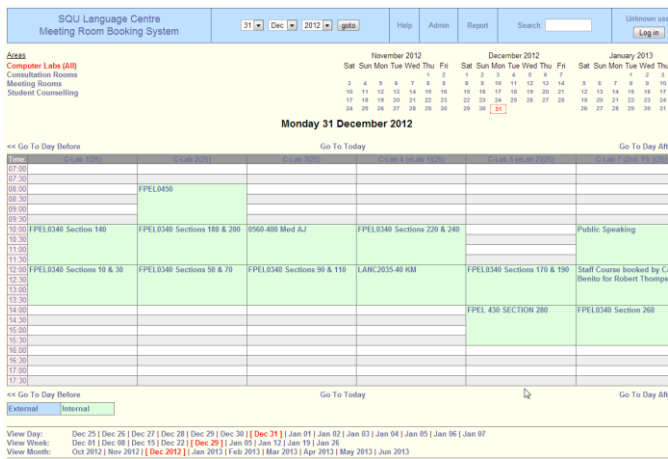 SQU Language Centre
Meeting Room Booking System
31 Dec 2012 goto
Help Admin Report Search:
Unknown use
Log in
Areas
Computer Labs (All)
Consultation Rooms
Meeting Rooms
Student Counselling
November 2012
Sat Sun Mon Tue Wed Thu Fri
1 2
3 4 5 6 7 8 9
10 11 12 13 14 15 16
17 18 19 20 21 22 23
24 25 26 27 28 29 30
December 2012
Sat Sun Mon Tue Wed Thu Fri
1 2 3 4 5 6 7
8 9 10 11 12 13 14
15 16 17 18 19 20 21
22 23 24 25 26 27 28
29 30 31
January 2013
Sat Sun Mon Tue Wed Thu
1 2 3
5 6 7 8 9 10
12 13 14 15 16 17
19 20 21 22 23 24
26 27 28 29 30 31
Monday 31 December 2012
<< Go To Day Before Go To Today Go To Day Aft
Time: C-Lab 1(25) C-Lab 2(25) C-Lab 3(25) C-Lab 4 (eLab 1)(25) C-Lab 5 (eLab 2)(25) C-Lab 7 (2nd. Flr.)(25)
07:00
07:30
08:00 FPEL0450
08:30
09:00
09:30
10:00 FPEL0340 Section 140 FPEL0340 Sections 180 & 200 0560-400 Med AJ FPEL0340 Sections 220 & 240 Public Speaking
10:30
11:00
11:30
12:00 FPEL0340 Sections 10 & 30 FPEL0340 Sections 50 & 70 FPEL0340 Sections 90 & 110 LANC2035-40 KM FPEL0340 Sections 170 & 190 Staff Course booked by CA
12:30 Benito for Robert Thomps
13:00
13:30
14:00 FPEL 430 SECTION 280 FPEL0340 Section 260
14:30
15:00
15:30
16:00
16:30
17:00
17:30
<< Go To Day Before Go To Today Go To Day Aft
External Internal
View Day: Dec 25 | Dec 26 | Dec 27 | Dec 28 | Dec 29 | Dec 30 | [ Dec 31 ] | Jan 01 | Jan 02 | Jan 03 | Jan 04 | Jan 05 | Jan 06 | Jan 07
View Week: Dec 01 | Dec 08 | Dec 15 | Dec 22 | [ Dec 29 ] | Jan 05 | Jan 12 | Jan 19 | Jan 26
View Month: Oct 2012 | Nov 2012 | [ Dec 2012 ] | Jan 2013 | Feb 2013 | Mar 2013 | Apr 2013 | May 2013 | Jun 2013